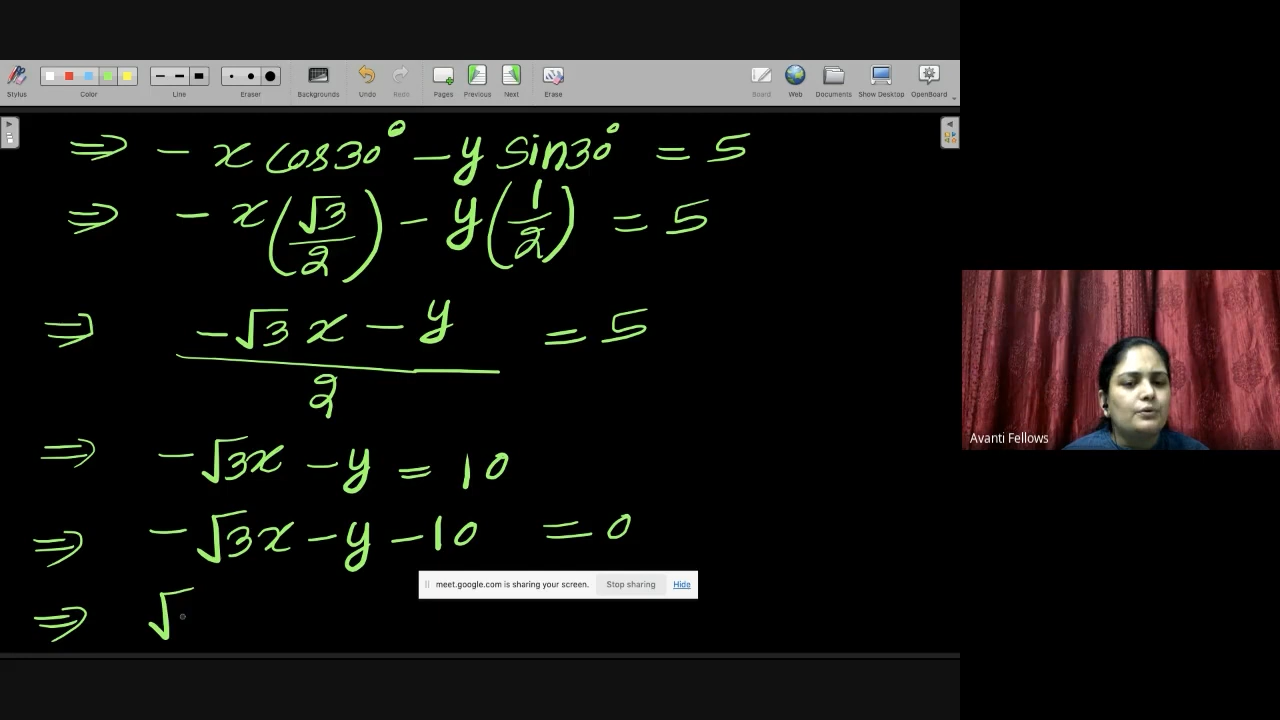 Stylus Color Line Eraser Backgrounds Undo Redo Pages Previous Next Erase Board Web Documents Show Desktop OpenBoard
⇒ - x cos30° - y sin30° = 5
⇒ - x(√3/2) - y(1/2) = 5
⇒ (-√3 x - y)/2 = 5
⇒ -√3x - y = 10
⇒ -√3x - y - 10 = 0
meet.google.com is sharing your screen. Stop sharing Hide
⇒ √
Avanti Fellows